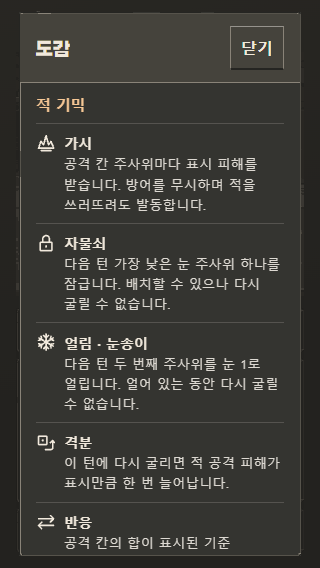 도감
닫기
적 기믹
가시
공격 칸 주사위마다 표시 피해를
받습니다. 방어를 무시하며 적을
쓰러뜨려도 발동합니다.
자물쇠
다음 턴 가장 낮은 눈 주사위 하나를
잠급니다. 배치할 수 있으나 다시
굴릴 수 없습니다.
얼림 · 눈송이
다음 턴 두 번째 주사위를 눈 1로
얼립니다. 얼어 있는 동안 다시 굴릴
수 없습니다.
격분
이 턴에 다시 굴리면 적 공격 피해가
표시만큼 한 번 늘어납니다.
반응
공격 칸의 합이 표시된 기준